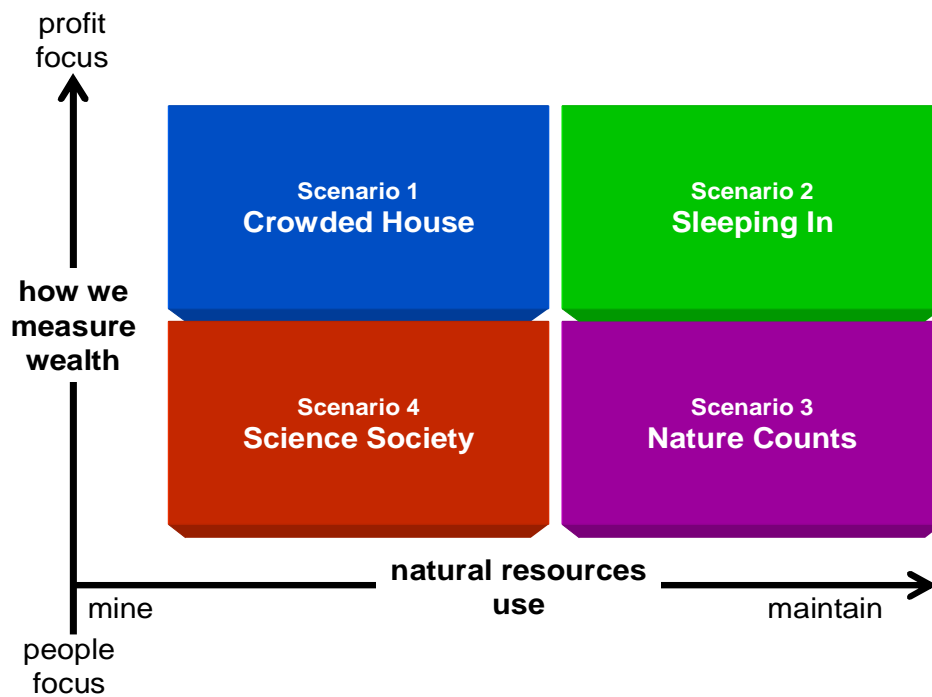 profit
focus
Scenario 1
Crowded House
Scenario 2
Sleeping In
how we
measure
wealth
Scenario 4
Science Society
Scenario 3
Nature Counts
natural resources
use
mine
maintain
people
focus